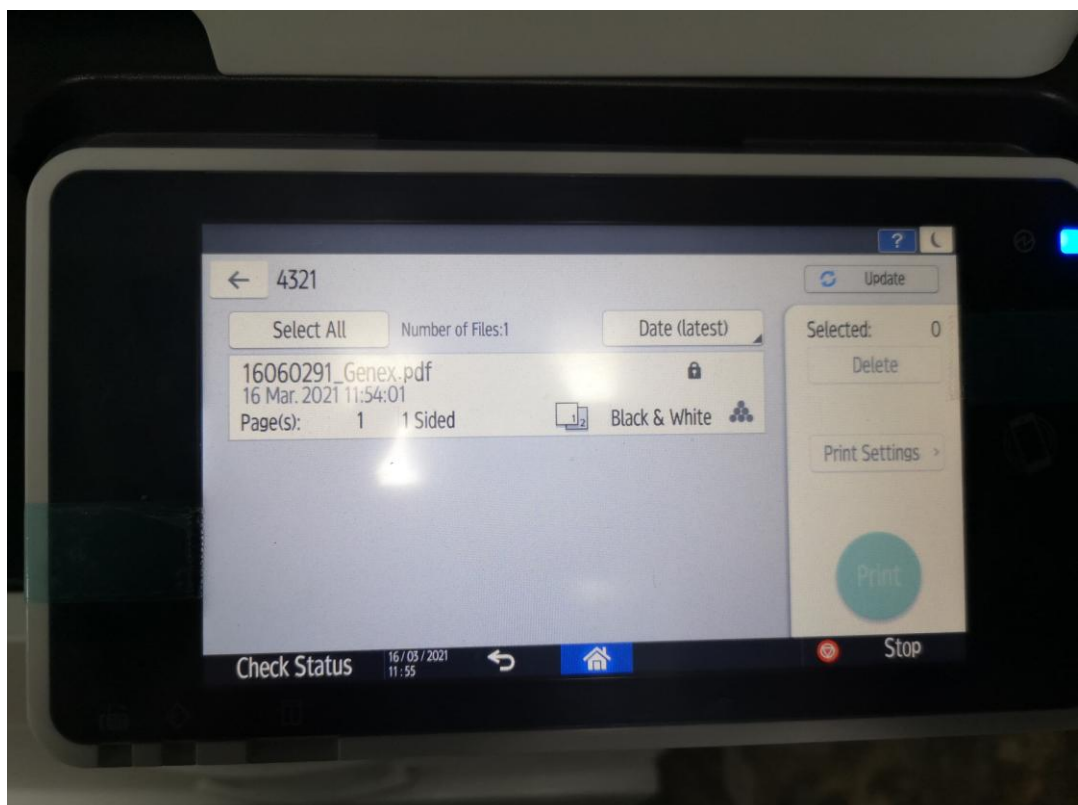 ?
← 4321
Update
Select All Number of Files:1 Date (latest)
Selected: 0
16060291_Genex.pdf
16 Mar. 2021 11:54:01
Page(s): 1 1 Sided 1 2 Black & White
Delete
Print Settings >
Print
Check Status
16/03/2021
11:55
Stop